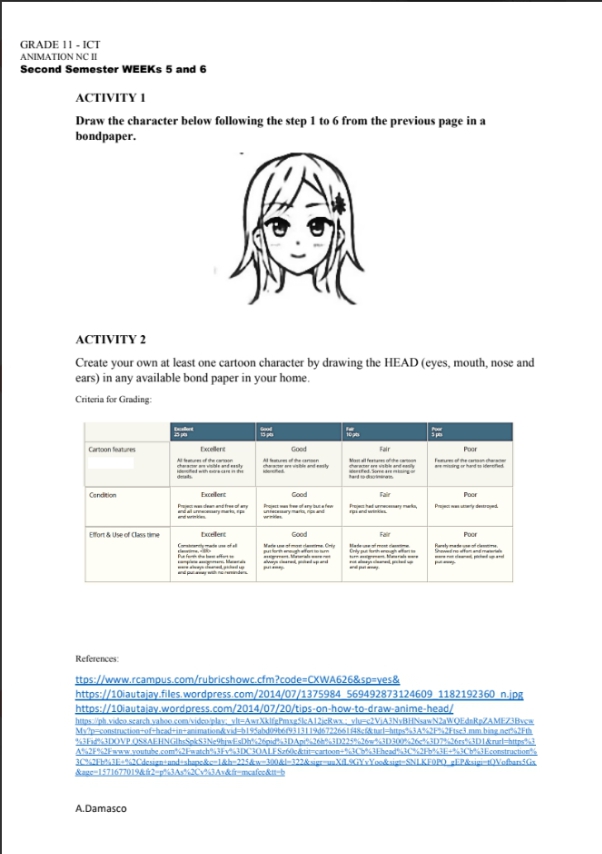 GRADE 11 - ICT
ANIMATION NC II
Second Semester WEEKs 5 and 6
ACTIVITY 1
Draw the character below following the step 1 to 6 from the previous page in a
bondpaper.
ACTIVITY 2
Create your own at least one cartoon character by drawing the HEAD (eyes, mouth, nose and
ears) in any available bond paper in your home.
Criteria for Grading:
Excellent Good Fair Poor
25 pts 15 pts 10 pts 5 pts
Cartoon features Excellent Good Fair Poor
All features of the cartoon All features of the cartoon Most all features of the cartoon Features of the cartoon character
character are visible and easily character are visible and easily character are visible and easily are missing or hard to identified.
identified with extra care in the identified. identified. Some are missing or
details. hard to discriminate.
Condition Excellent Good Fair Poor
Project was clean and free of any Project was free of any but a few Project had unnecessary marks, Project was utterly destroyed.
and all unnecessary marks, rips unnecessary marks, rips and rips and wrinkles.
and wrinkles. wrinkles.
Effort & Use of Class time Excellent Good Fair Poor
Consistently made use of all Made use of most classtime. Only Made use of most classtime. Rarely made use of classtime.
classtime. <BR> put forth enough effort to turn Only put forth enough effort to Showed no effort and materials
Put forth the best effort to assignment. Materials were not turn assignment. Materials were were not cleaned, picked up and
complete assignment. Materials always cleaned, picked up and not always cleaned, picked up put away.
were always cleaned, picked up put away. and put away.
and put away with no reminders.
References:
ttps://www.rcampus.com/rubricshowc.cfm?code=CXWA626&sp=yes&
https://10iautajay.files.wordpress.com/2014/07/1375984_569492873124609_1182192360_n.jpg
https://10iautajay.wordpress.com/2014/07/20/tips-on-how-to-draw-anime-head/
A.Damasco